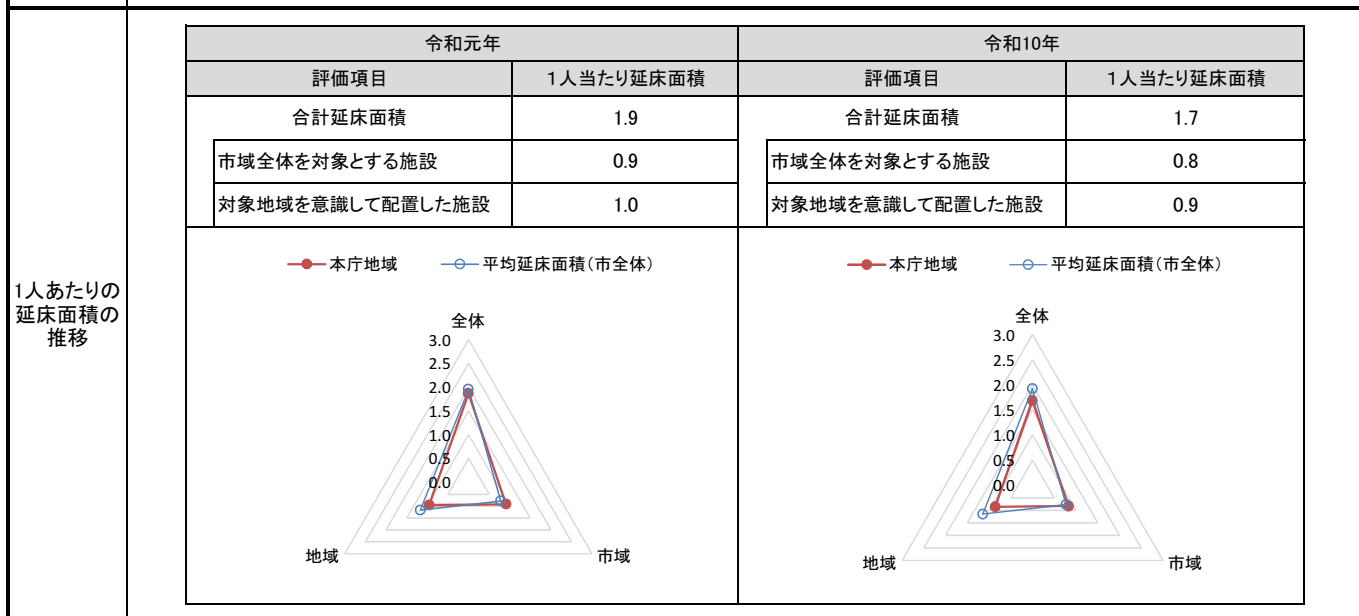 1人あたりの
延床面積の
推移
令和元年
令和10年
評価項目
1人当たり延床面積
評価項目
1人当たり延床面積
合計延床面積
1.9
合計延床面積
1.7
市域全体を対象とする施設
0.9
市域全体を対象とする施設
0.8
対象地域を意識して配置した施設
1.0
対象地域を意識して配置した施設
0.9
本庁地域
平均延床面積（市全体）
全体
3.0
2.5
2.0
1.5
1.0
0.5
0.0
地域
市域
本庁地域
平均延床面積（市全体）
全体
3.0
2.5
2.0
1.5
1.0
0.5
0.0
地域
市域